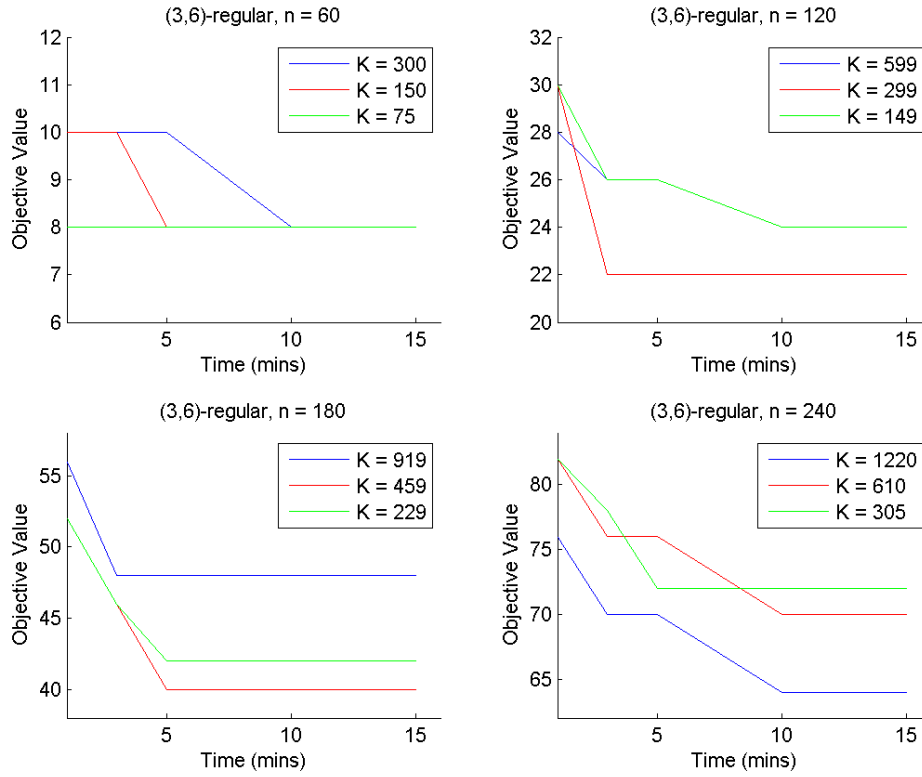 (3,6)-regular, n = 60
12
11
10
9
8
7
6
Objective Value
5
10
15
Time (mins)
K = 300
K = 150
K = 75
(3,6)-regular, n = 120
32
30
28
26
24
22
20
Objective Value
5
10
15
Time (mins)
K = 599
K = 299
K = 149
(3,6)-regular, n = 180
55
50
45
40
Objective Value
5
10
15
Time (mins)
K = 919
K = 459
K = 229
(3,6)-regular, n = 240
80
75
70
65
Objective Value
5
10
15
Time (mins)
K = 1220
K = 610
K = 305